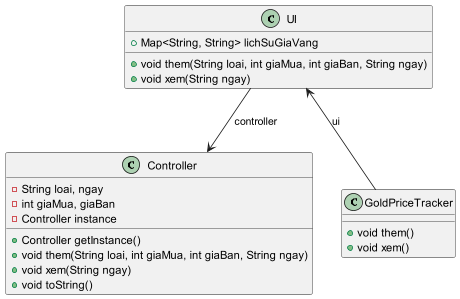 C UI
Map<String, String> lichSuGiaVang
void them(String loai, int giaMua, int giaBan, String ngay)
void xem(String ngay)
controller
ui
C Controller
String loai, ngay
int giaMua, giaBan
Controller instance
Controller getInstance()
void them(String loai, int giaMua, int giaBan, String ngay)
void xem(String ngay)
void toString()
C GoldPriceTracker
void them()
void xem()